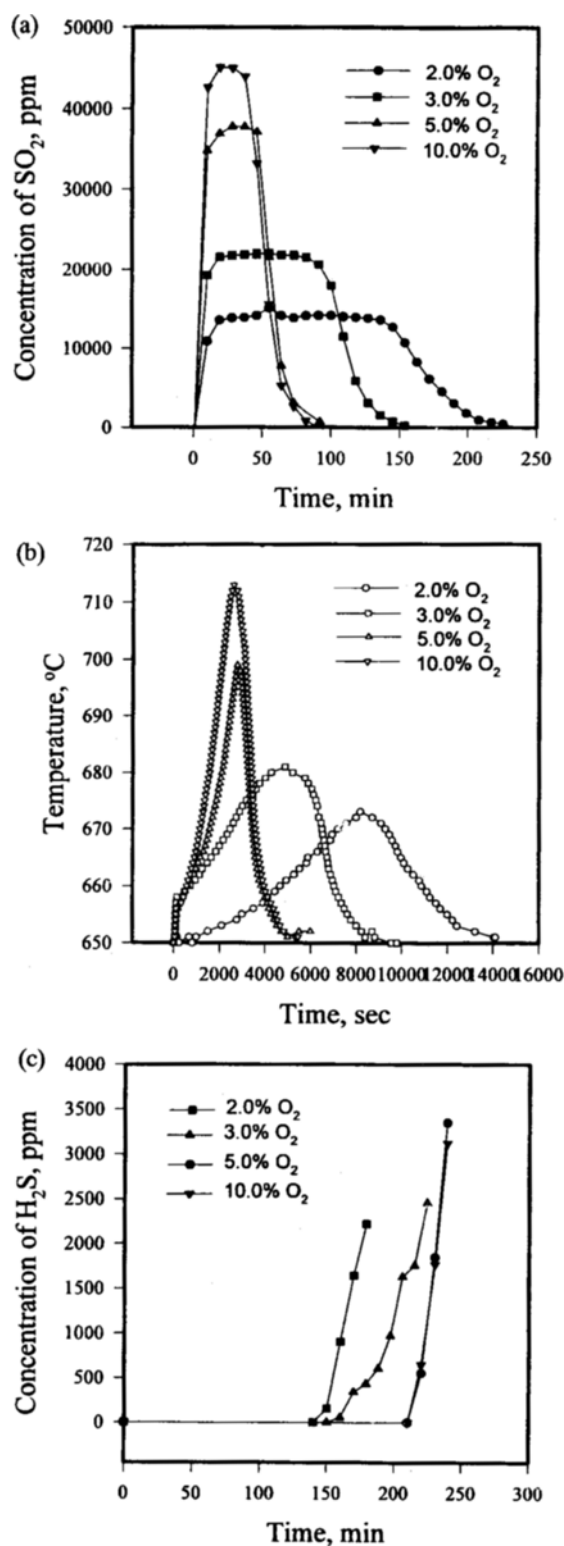 (a)
50000
40000
30000
20000
10000
0
Concentration of SO2, ppm
2.0% O2
3.0% O2
5.0% O2
10.0% O2
0 50 100 150 200 250
Time, min
(b)
720
710
700
690
680
670
660
650
Temperature, ºC
2.0% O2
3.0% O2
5.0% O2
10.0% O2
0 2000 4000 6000 8000 10000 12000 14000 16000
Time, sec
(c)
4000
3500
3000
2500
2000
1500
1000
500
0
Concentration of H2S, ppm
2.0% O2
3.0% O2
5.0% O2
10.0% O2
0 50 100 150 200 250 300
Time, min